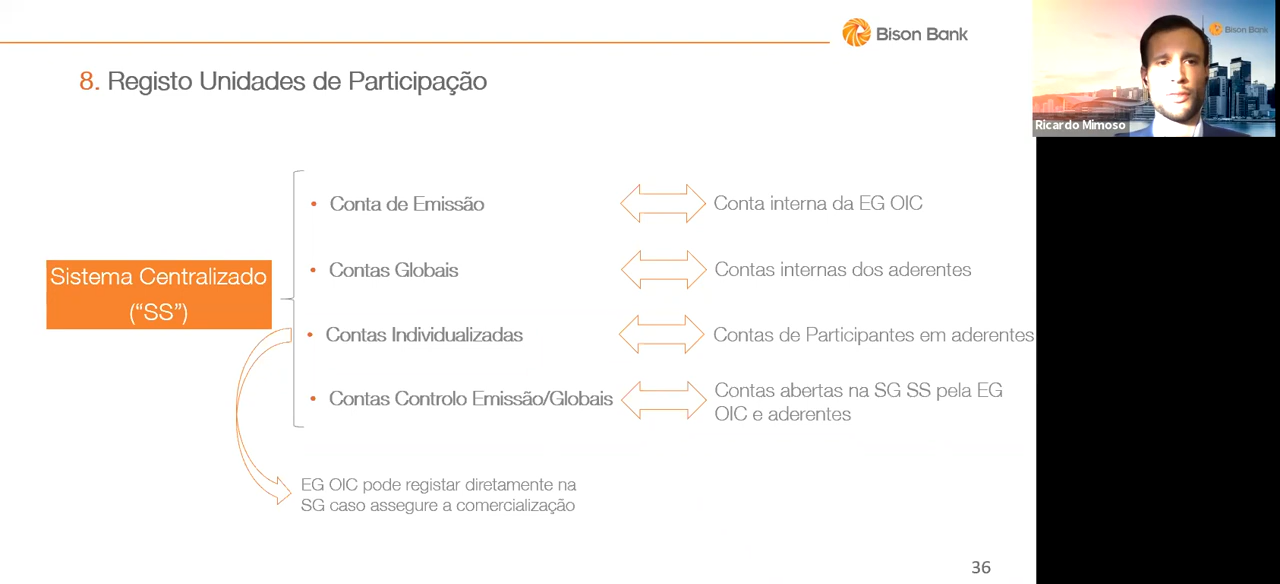 Bison Bank
Bison Bank
Ricardo Mimoso
8. Registo Unidades de Participação
Sistema Centralizado
(“SS”)
• Conta de Emissão
Conta interna da EG OIC
• Contas Globais
Contas internas dos aderentes
• Contas Individualizadas
Contas de Participantes em aderentes
• Contas Controlo Emissão/Globais
Contas abertas na SG SS pela EG
OIC e aderentes
EG OIC pode registar diretamente na
SG caso assegure a comercialização
36